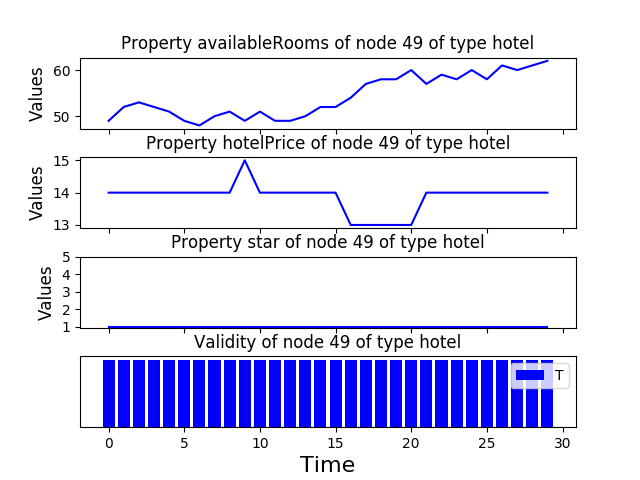 Property availableRooms of node 49 of type hotel
60
50
Values
Property hotelPrice of node 49 of type hotel
15
14
13
Values
Property star of node 49 of type hotel
5
4
3
2
1
Values
Validity of node 49 of type hotel
T
0 5 10 15 20 25 30
Time